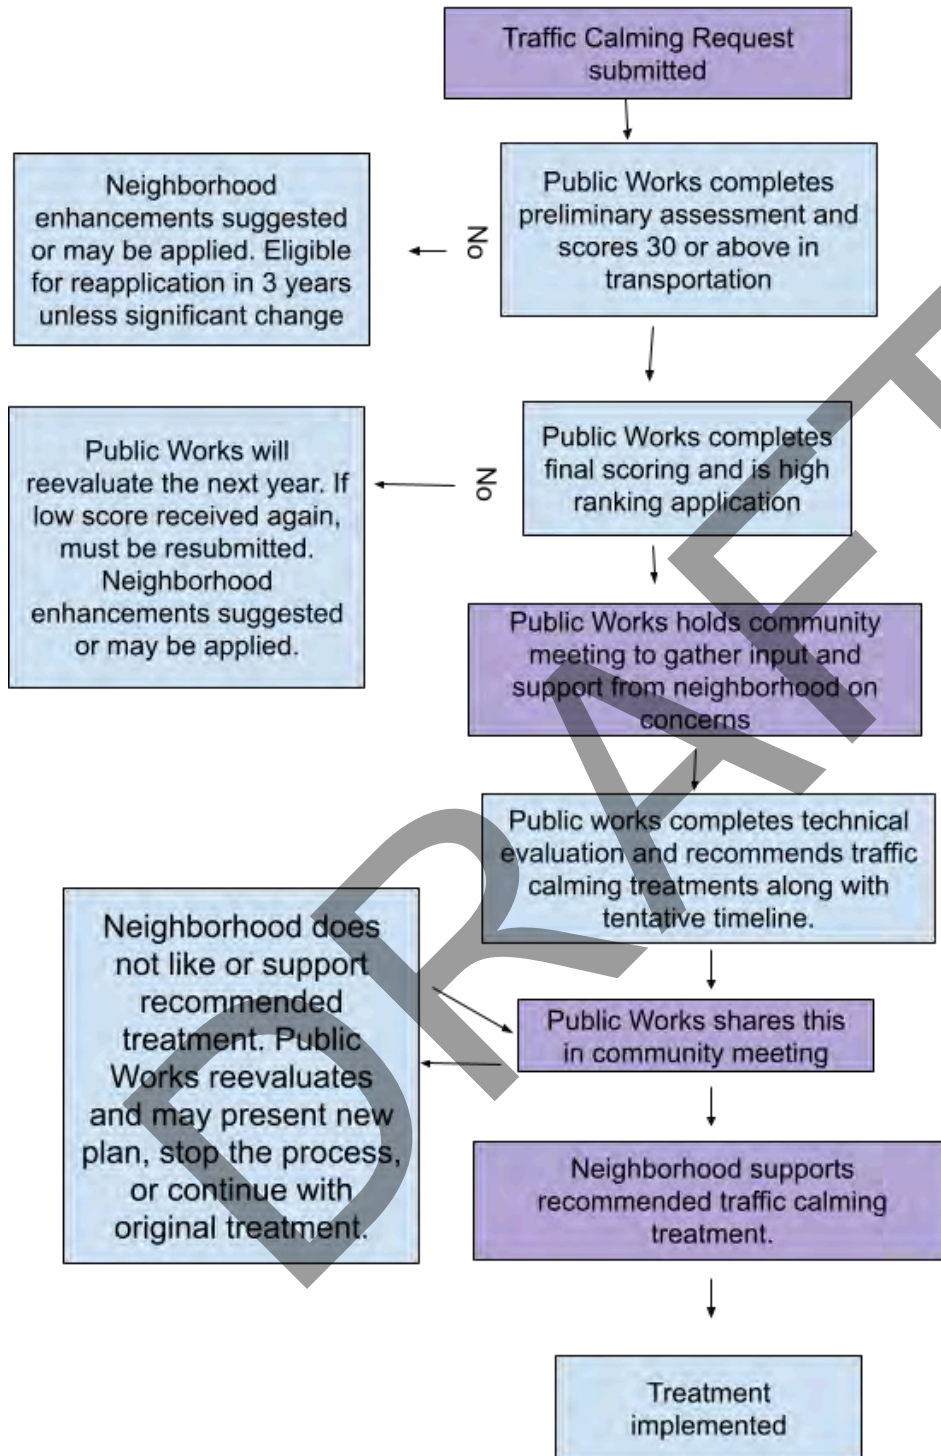 Traffic Calming Request
submitted
Public Works completes
preliminary assessment and
scores 30 or above in
transportation
No
Neighborhood
enhancements suggested
or may be applied. Eligible
for reapplication in 3 years
unless significant change
Public Works completes
final scoring and is high
ranking application
No
Public Works will
reevaluate the next year. If
low score received again,
must be resubmitted.
Neighborhood
enhancements suggested
or may be applied.
Public Works holds community
meeting to gather input and
support from neighborhood on
concerns
Public works completes technical
evaluation and recommends traffic
calming treatments along with
tentative timeline.
Public Works shares this
in community meeting
Neighborhood does
not like or support
recommended
treatment. Public
Works reevaluates
and may present new
plan, stop the process,
or continue with
original treatment.
Neighborhood supports
recommended traffic calming
treatment.
Treatment
implemented
DRAFT